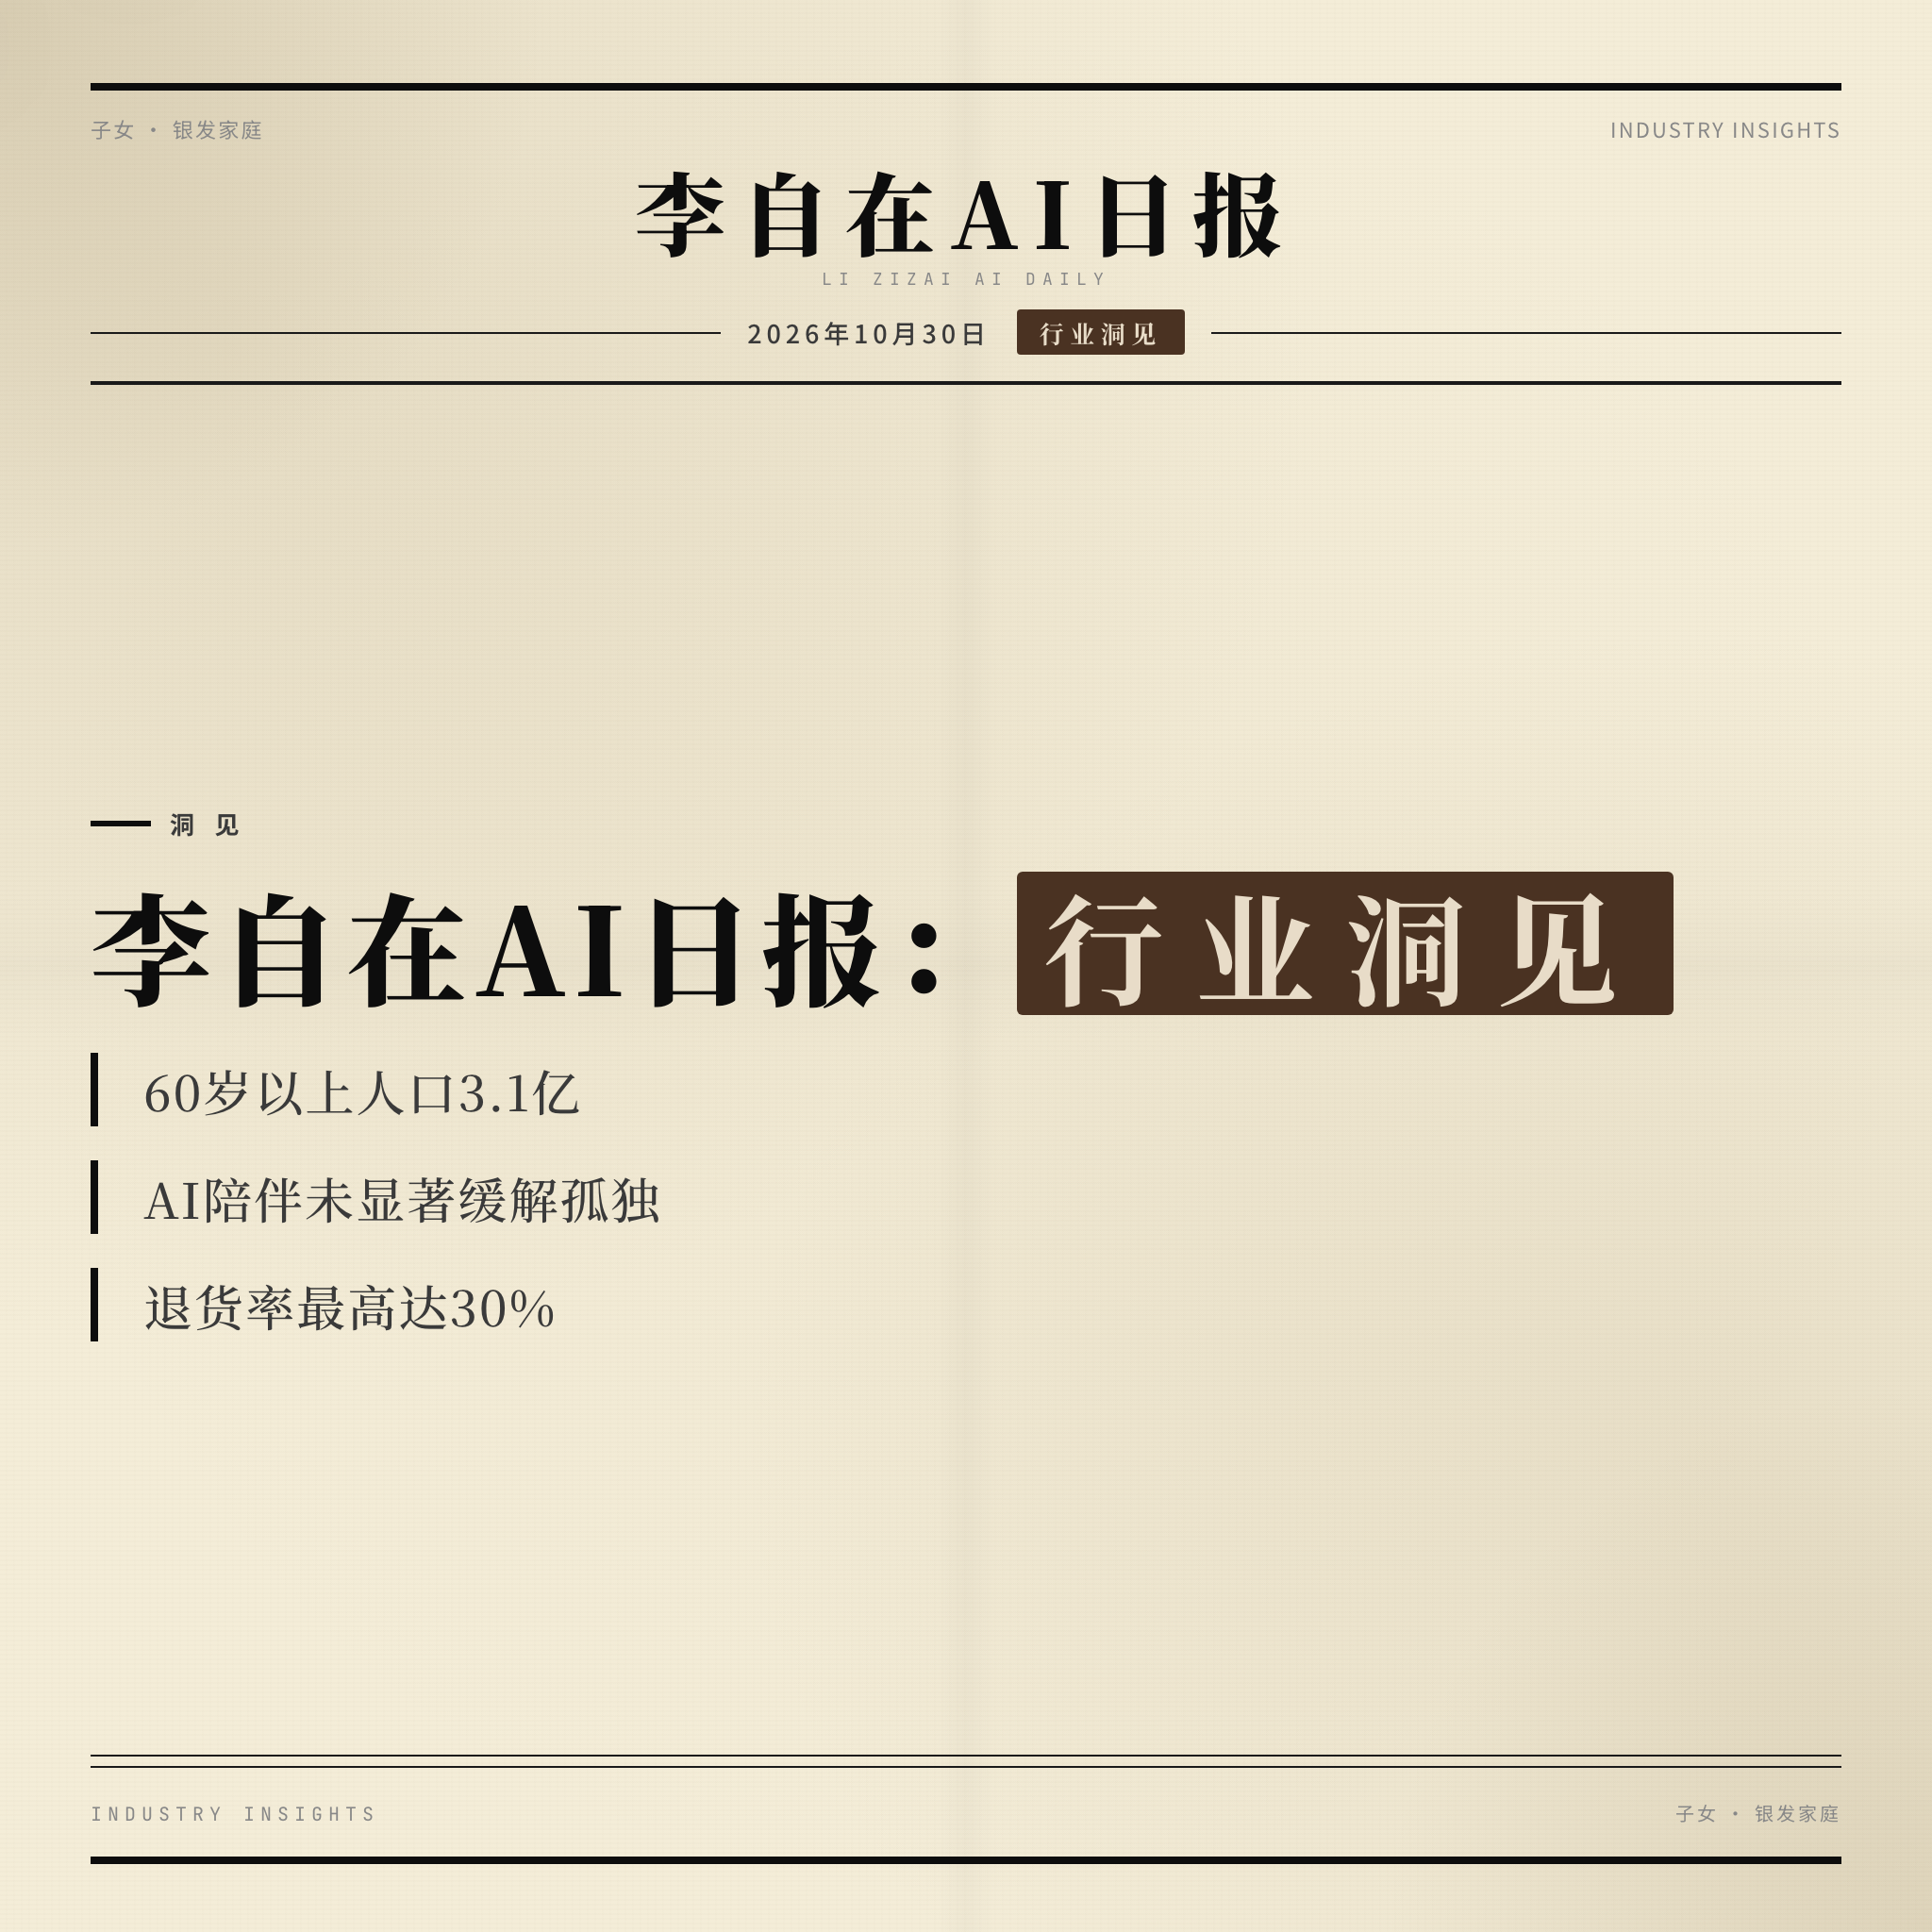 子女 · 银发家庭
INDUSTRY INSIGHTS
李自在AI日报
LI ZIZAI AI DAILY
2026年10月30日 行业洞见
洞见
李自在AI日报：行业洞见
60岁以上人口3.1亿
AI陪伴未显著缓解孤独
退货率最高达30%
INDUSTRY INSIGHTS
子女 · 银发家庭